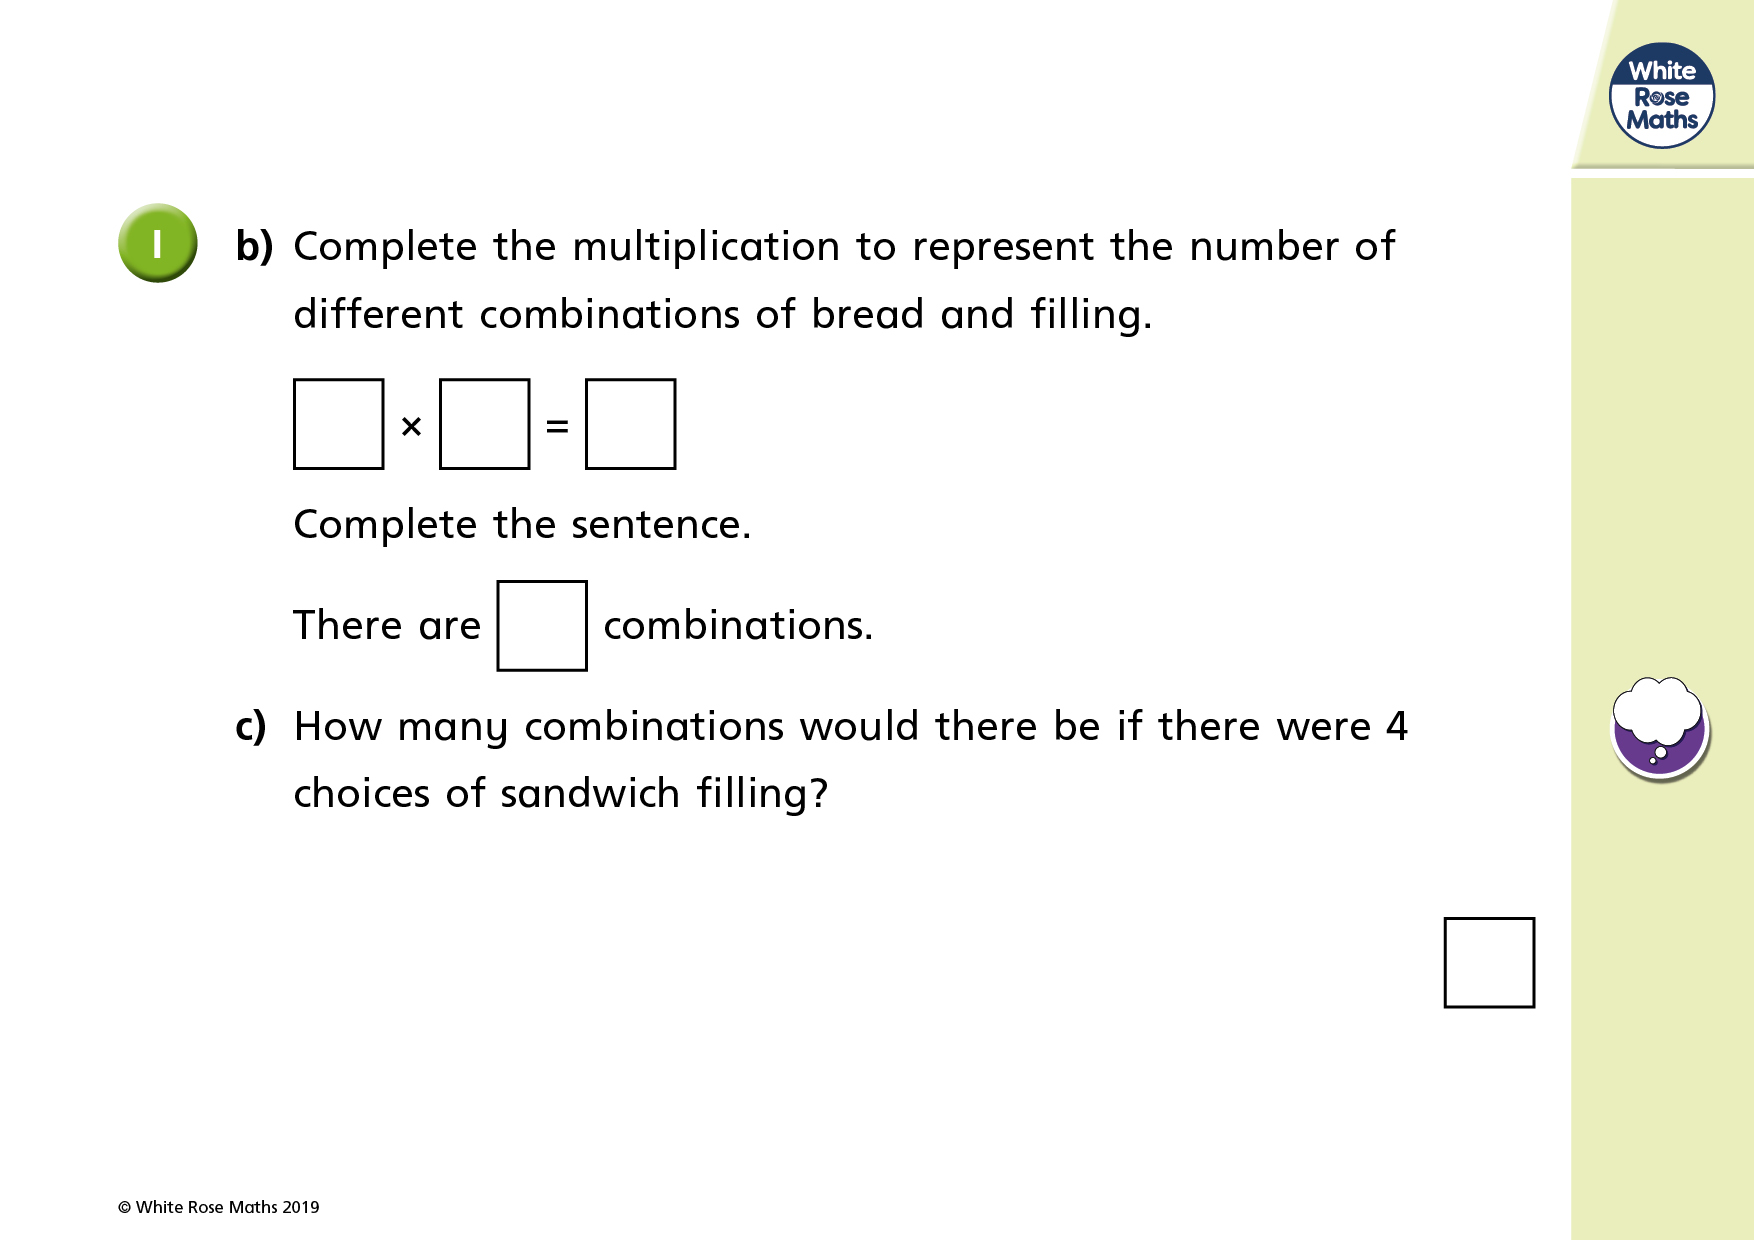 White
Rose
Maths
1 b) Complete the multiplication to represent the number of
different combinations of bread and filling.
× =
Complete the sentence.
There are combinations.
c) How many combinations would there be if there were 4
choices of sandwich filling?
© White Rose Maths 2019